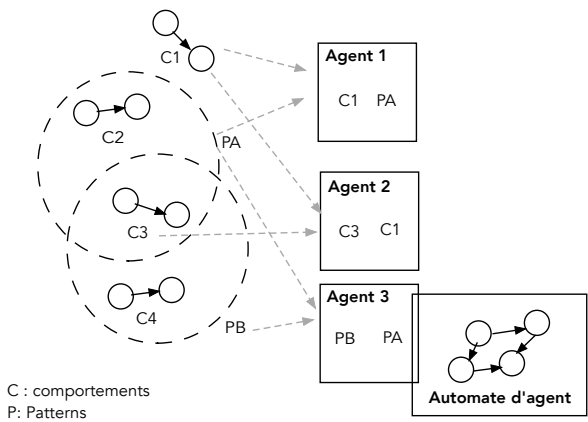 C1
Agent 1
C1 PA
C2
PA
Agent 2
C3 C1
C3
Agent 3
C4
PB
PB PA
Automate d'agent
C : comportements
P: Patterns